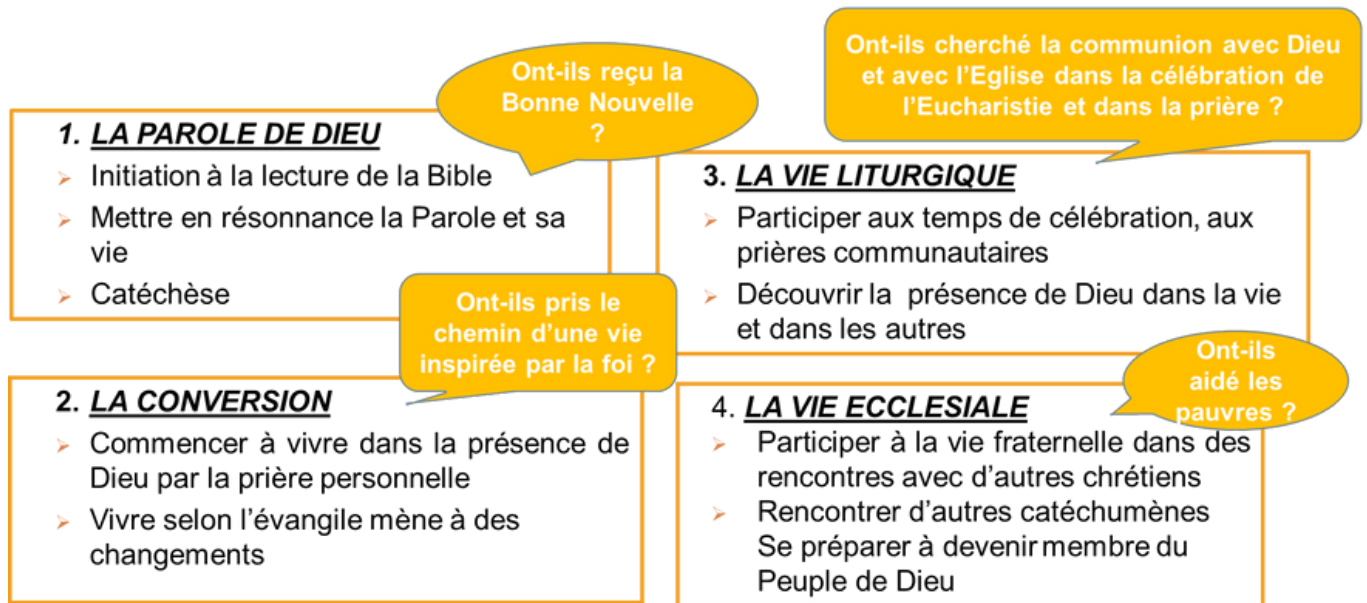 Ont-ils reçu la
Bonne Nouvelle
?
1. LA PAROLE DE DIEU
➢ Initiation à la lecture de la Bible
➢ Mettre en résonnance la Parole et sa
vie
➢ Catéchèse
Ont-ils pris le
chemin d’une vie
inspirée par la foi ?
2. LA CONVERSION
➢ Commencer à vivre dans la présence de
Dieu par la prière personnelle
➢ Vivre selon l’évangile mène à des
changements
Ont-ils cherché la communion avec Dieu
et avec l’Eglise dans la célébration de
l’Eucharistie et dans la prière ?
3. LA VIE LITURGIQUE
➢ Participer aux temps de célébration, aux
prières communautaires
➢ Découvrir la présence de Dieu dans la vie
et dans les autres
Ont-ils
aidé les
pauvres ?
4. LA VIE ECCLESIALE
➢ Participer à la vie fraternelle dans des
rencontres avec d’autres chrétiens
➢ Rencontrer d’autres catéchumènes
Se préparer à devenir membre du
Peuple de Dieu